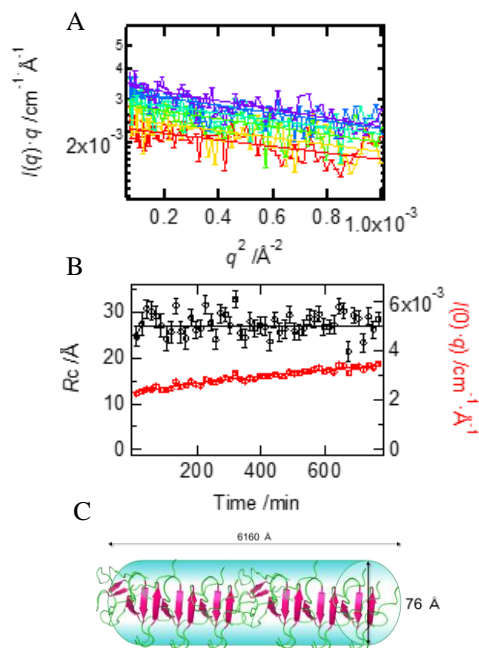 A
I(q)·q /cm⁻¹·Å⁻¹
5
3
2x10⁻³
0.2
0.4
0.6
0.8
1.0x10⁻³
q² /Å⁻²
B
Rc /Å
30
25
20
10
0
6x10⁻³
4
2
0
I(0)·q) /cm⁻¹·Å⁻¹
200
400
600
Time /min
C
6160 Å
76 Å